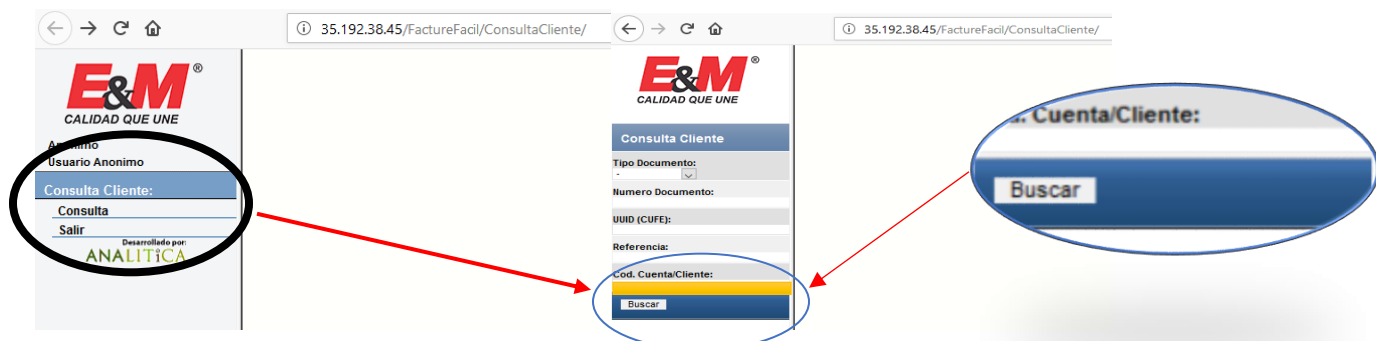 35.192.38.45/FactureFacil/ConsultaCliente/
E&M®
CALIDAD QUE UNE
Anonimo
Usuario Anonimo
Consulta Cliente:
Consulta
Salir
Desarrollado por:
ANALITiCA
35.192.38.45/FactureFacil/ConsultaCliente/
E&M®
CALIDAD QUE UNE
Consulta Cliente
Tipo Documento:
-
Numero Documento:
UUID (CUFE):
Referencia:
Cod. Cuenta/Cliente:
Buscar
d. Cuenta/Cliente:
Buscar